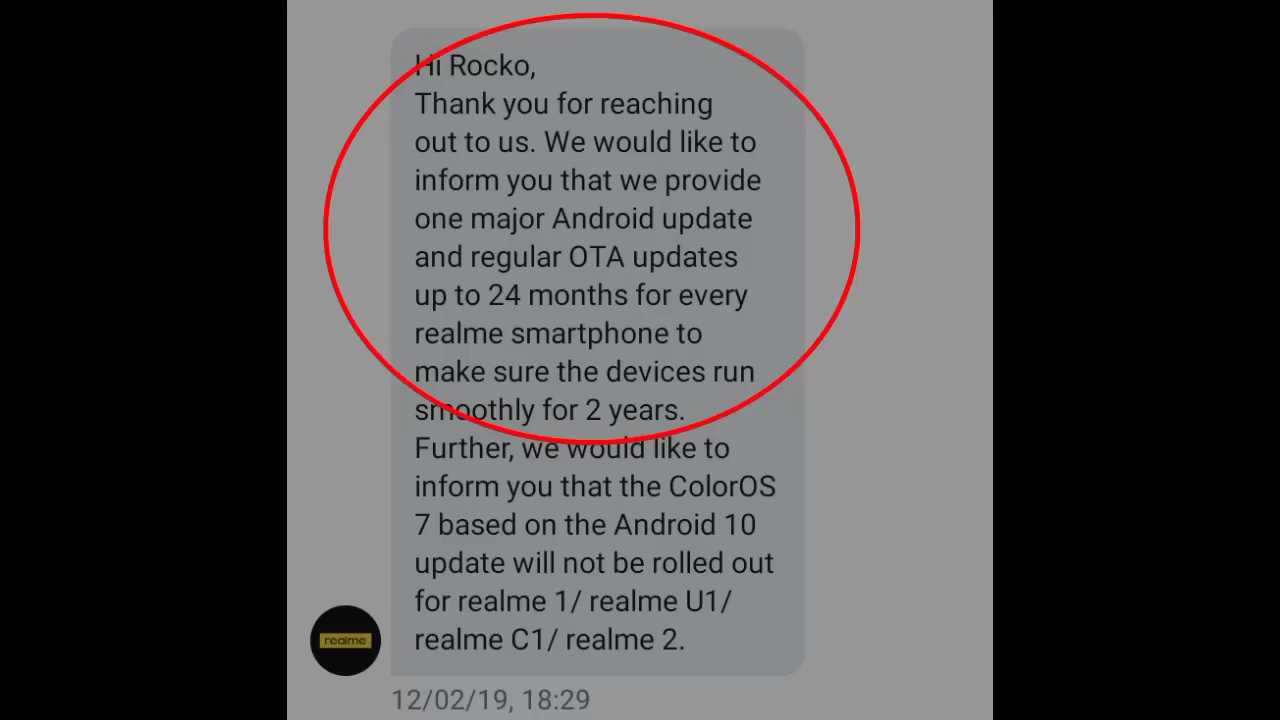 Hi Rocko,
Thank you for reaching
out to us. We would like to
inform you that we provide
one major Android update
and regular OTA updates
up to 24 months for every
realme smartphone to
make sure the devices run
smoothly for 2 years.
Further, we would like to
inform you that the ColorOS
7 based on the Android 10
update will not be rolled out
for realme 1/ realme U1/
realme C1/ realme 2.
realme
12/02/19, 18:29